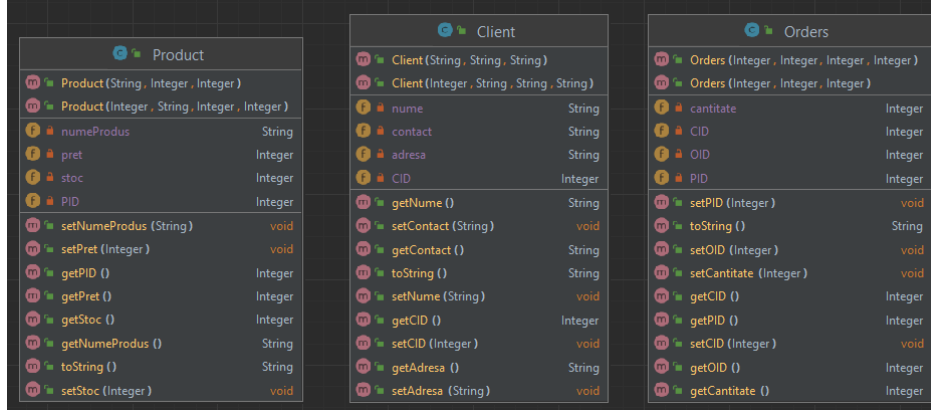 Product
Product(String, Integer, Integer)
Product(Integer, String, Integer, Integer)
numeProdus String
pret Integer
stoc Integer
PID Integer
setNumeProdus (String) void
setPret (Integer) void
getPID () Integer
getPret () Integer
getStoc () Integer
getNumeProdus () String
toString () String
setStoc (Integer) void
Client
Client (String, String, String)
Client (Integer, String, String, String)
nume String
contact String
adresa String
CID Integer
getNume () String
setContact (String) void
getContact () String
toString () String
setNume (String) void
getCID () Integer
setCID (Integer) void
getAdresa () String
setAdresa (String) void
Orders
Orders (Integer, Integer, Integer, Integer)
Orders (Integer, Integer, Integer)
cantitate Integer
CID Integer
OID Integer
PID Integer
setPID (Integer) void
toString () String
setOID (Integer) void
setCantitate (Integer) void
getCID () Integer
getPID () Integer
setCID (Integer) void
getOID () Integer
getCantitate () Integer